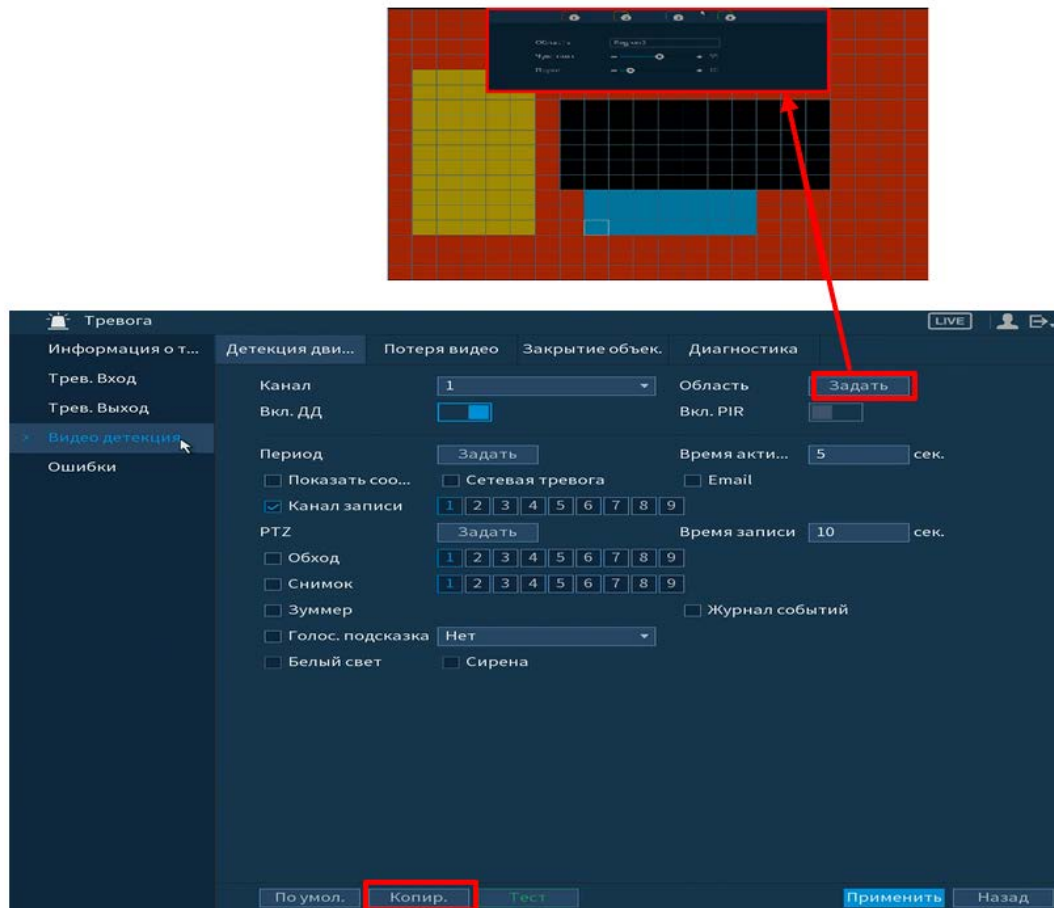 Область
Тревога LIVE
Информация о т...
Трев. Вход
Трев. Выход
Видео детекция
Ошибки
Детекция дви... Потеря видео Закрытие объек. Диагностика
Канал 1 Область Задать
Вкл. ДД Вкл. PIR
Период Задать Время акти... 5 сек.
Показать соо... Сетевая тревога Email
Канал записи 1 2 3 4 5 6 7 8 9
PTZ Задать Время записи 10 сек.
Обход 1 2 3 4 5 6 7 8 9
Снимок 1 2 3 4 5 6 7 8 9
Зуммер Журнал событий
Голос. подсказка Нет
Белый свет Сирена
По умол. Копир. Тест Применить Назад